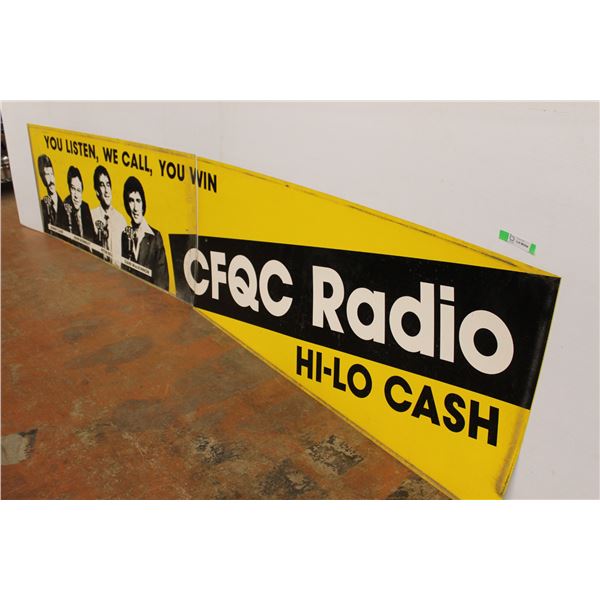 YOU LISTEN, WE CALL, YOU WIN
CFQC Radio
HI-LO CASH